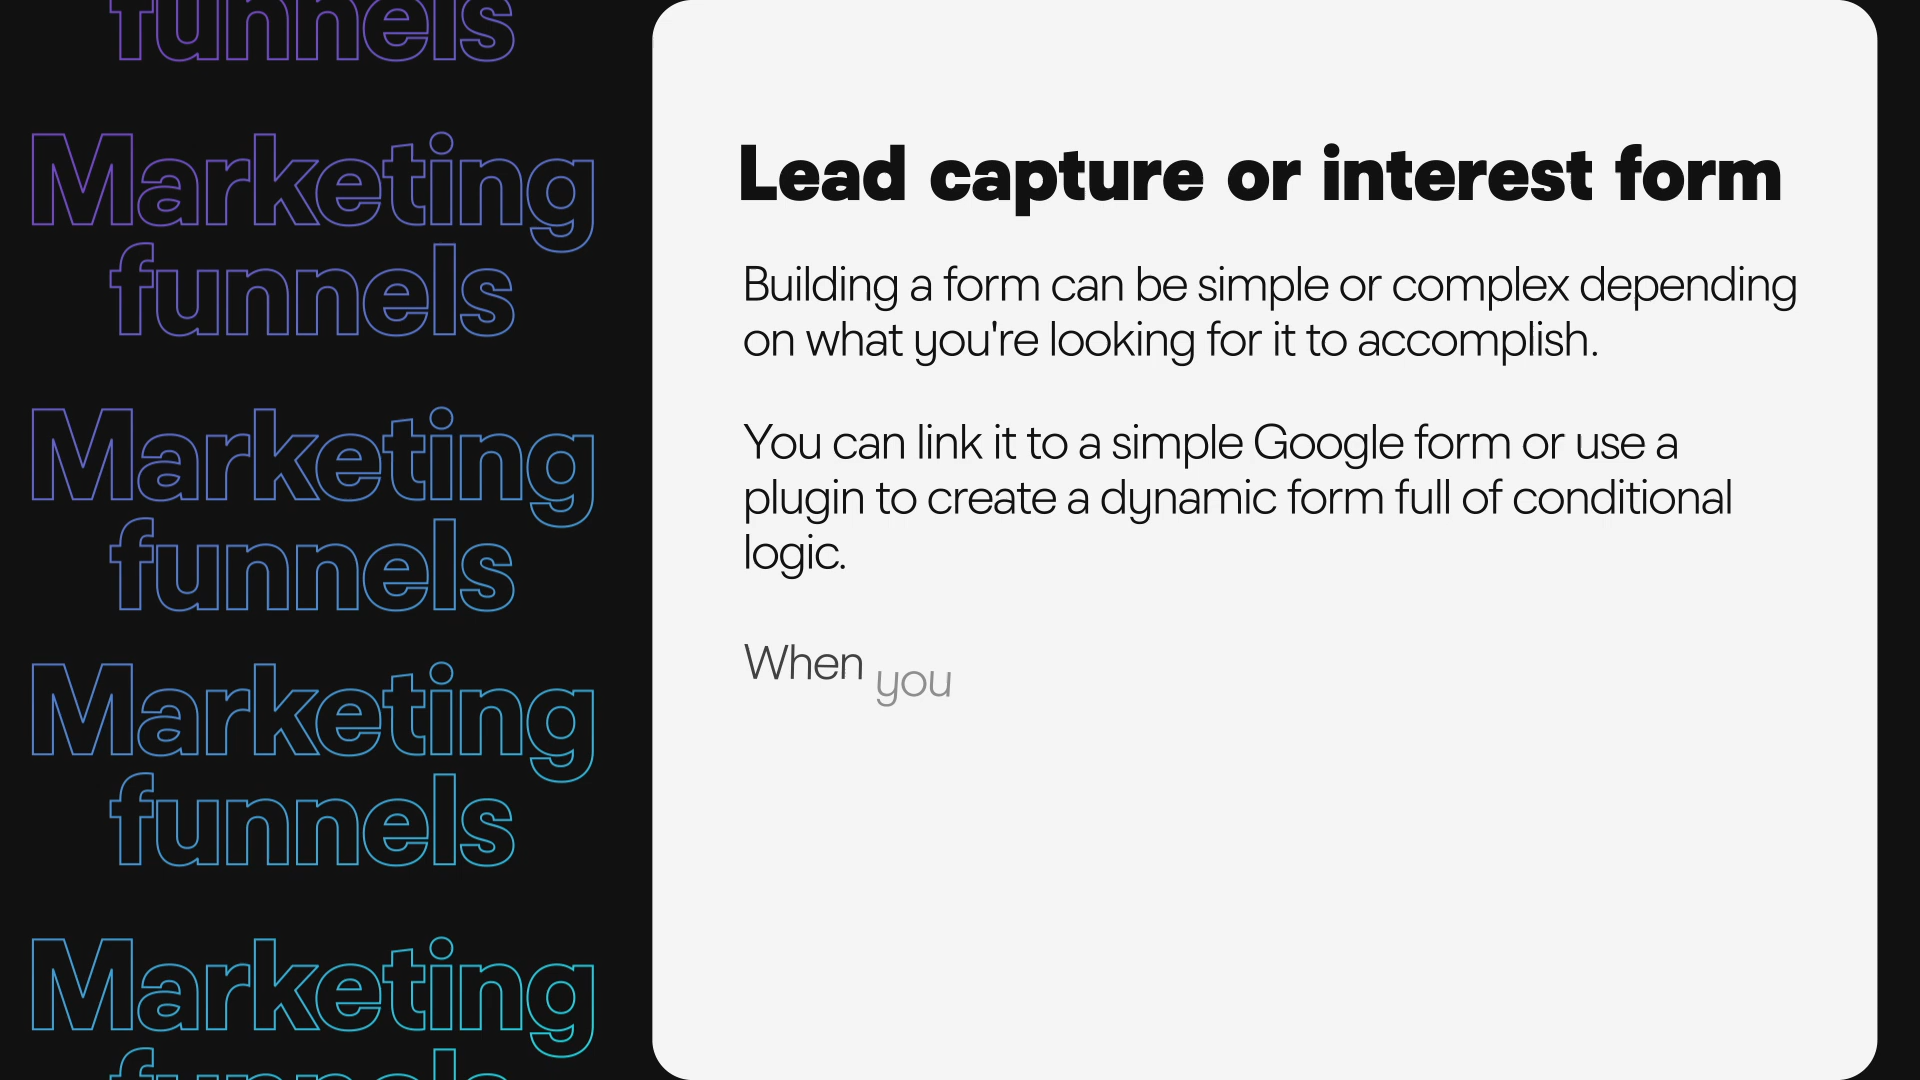 funnels
Marketing
funnels
Marketing
funnels
Marketing
funnels
Marketing
funnels
Lead capture or interest form
Building a form can be simple or complex depending
on what you're looking for it to accomplish.
You can link it to a simple Google form or use a
plugin to create a dynamic form full of conditional
logic.
When you